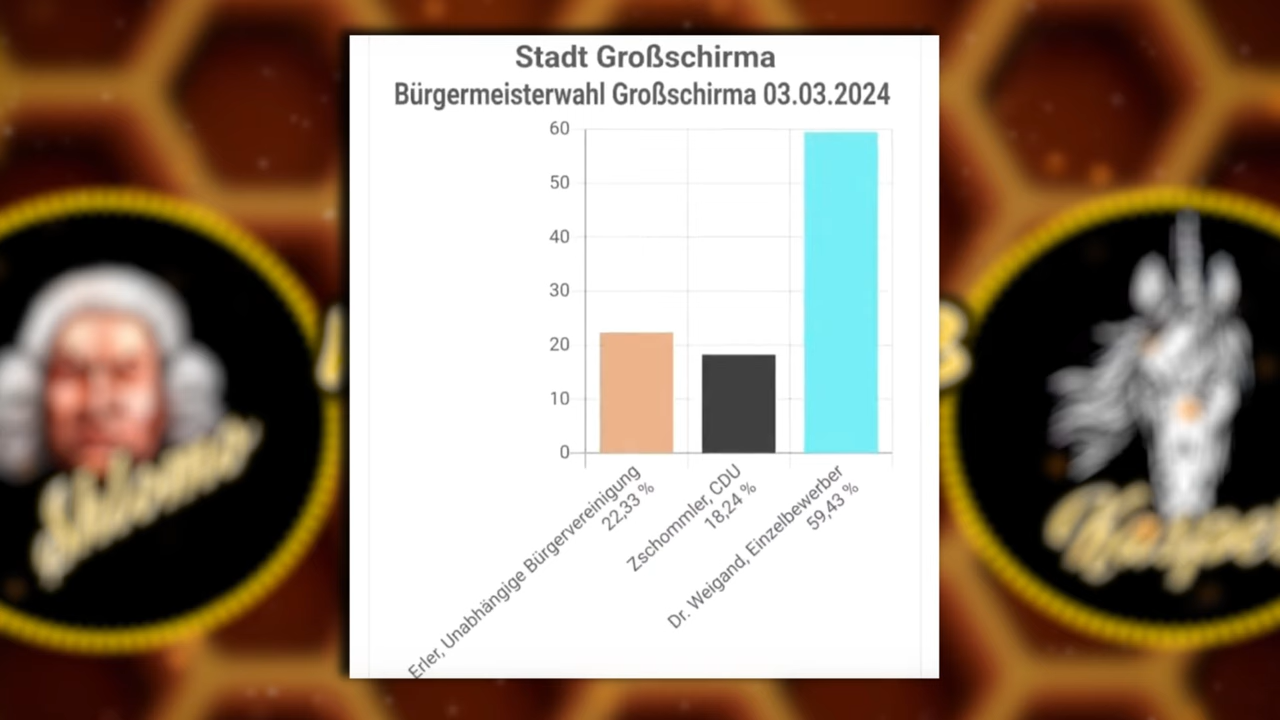 Stadt Großschirma
Bürgermeisterwahl Großschirma 03.03.2024
60
50
40
30
20
10
0
Erler, Unabhängige Bürgervereinigung
22,33 %
Zschommler, CDU
18,24 %
Dr. Weigand, Einzelbewerber
59,43 %
Shlomo